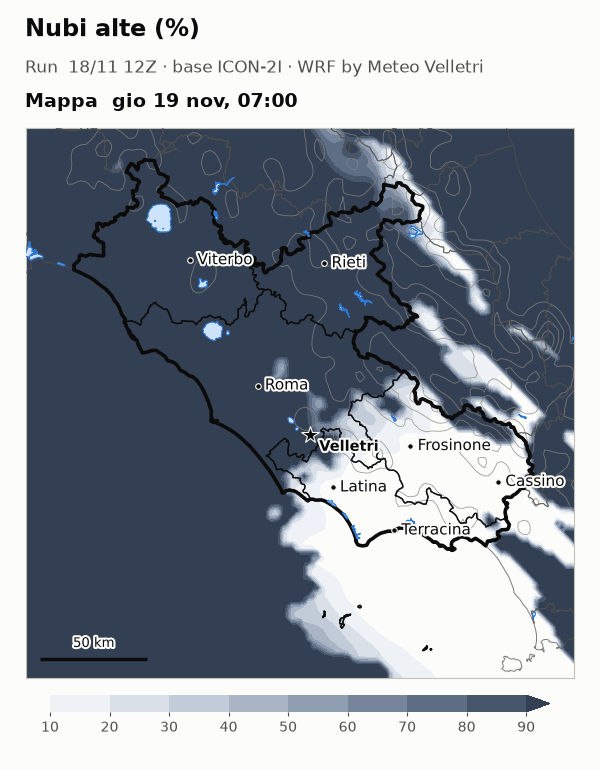 Nubi alte (%)
Run 18/11 12Z · base ICON-2I · WRF by Meteo Velletri
Mappa gio 19 nov, 07:00
Viterbo
Rieti
Roma
Velletri
Frosinone
Cassino
Latina
Terracina
50 km
10 20 30 40 50 60 70 80 90